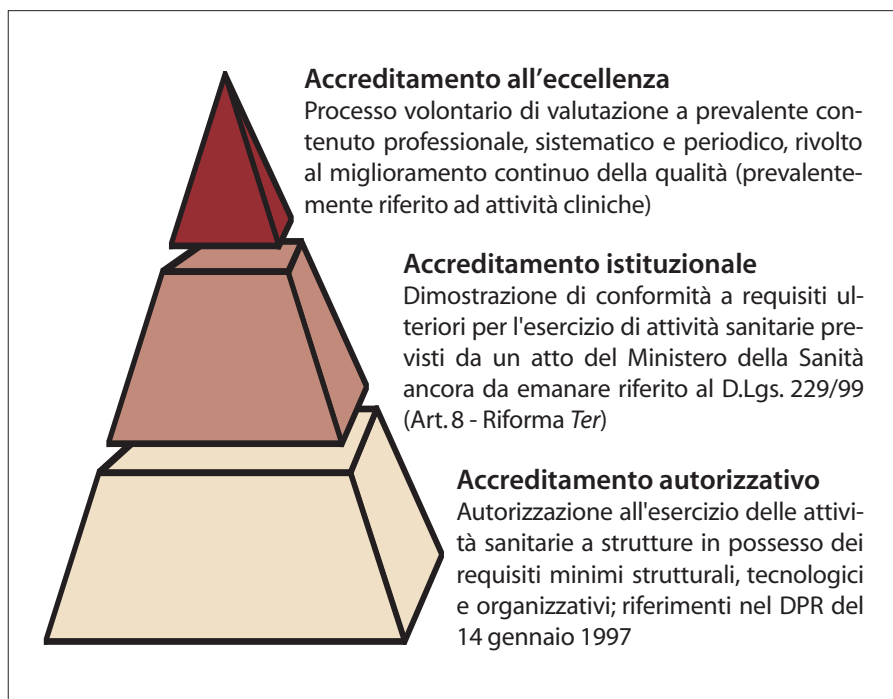 Accreditamento all’eccellenza
Processo volontario di valutazione a prevalente con-
tenuto professionale, sistematico e periodico, rivolto
al miglioramento continuo della qualità (prevalente-
mente riferito ad attività cliniche)
Accreditamento istituzionale
Dimostrazione di conformità a requisiti ul-
teriori per l'esercizio di attività sanitarie pre-
visti da un atto del Ministero della Sanità
ancora da emanare riferito al D.Lgs. 229/99
(Art. 8 - Riforma Ter)
Accreditamento autorizzativo
Autorizzazione all'esercizio delle attivi-
tà sanitarie a strutture in possesso dei
requisiti minimi strutturali, tecnologici
e organizzativi; riferimenti nel DPR del
14 gennaio 1997